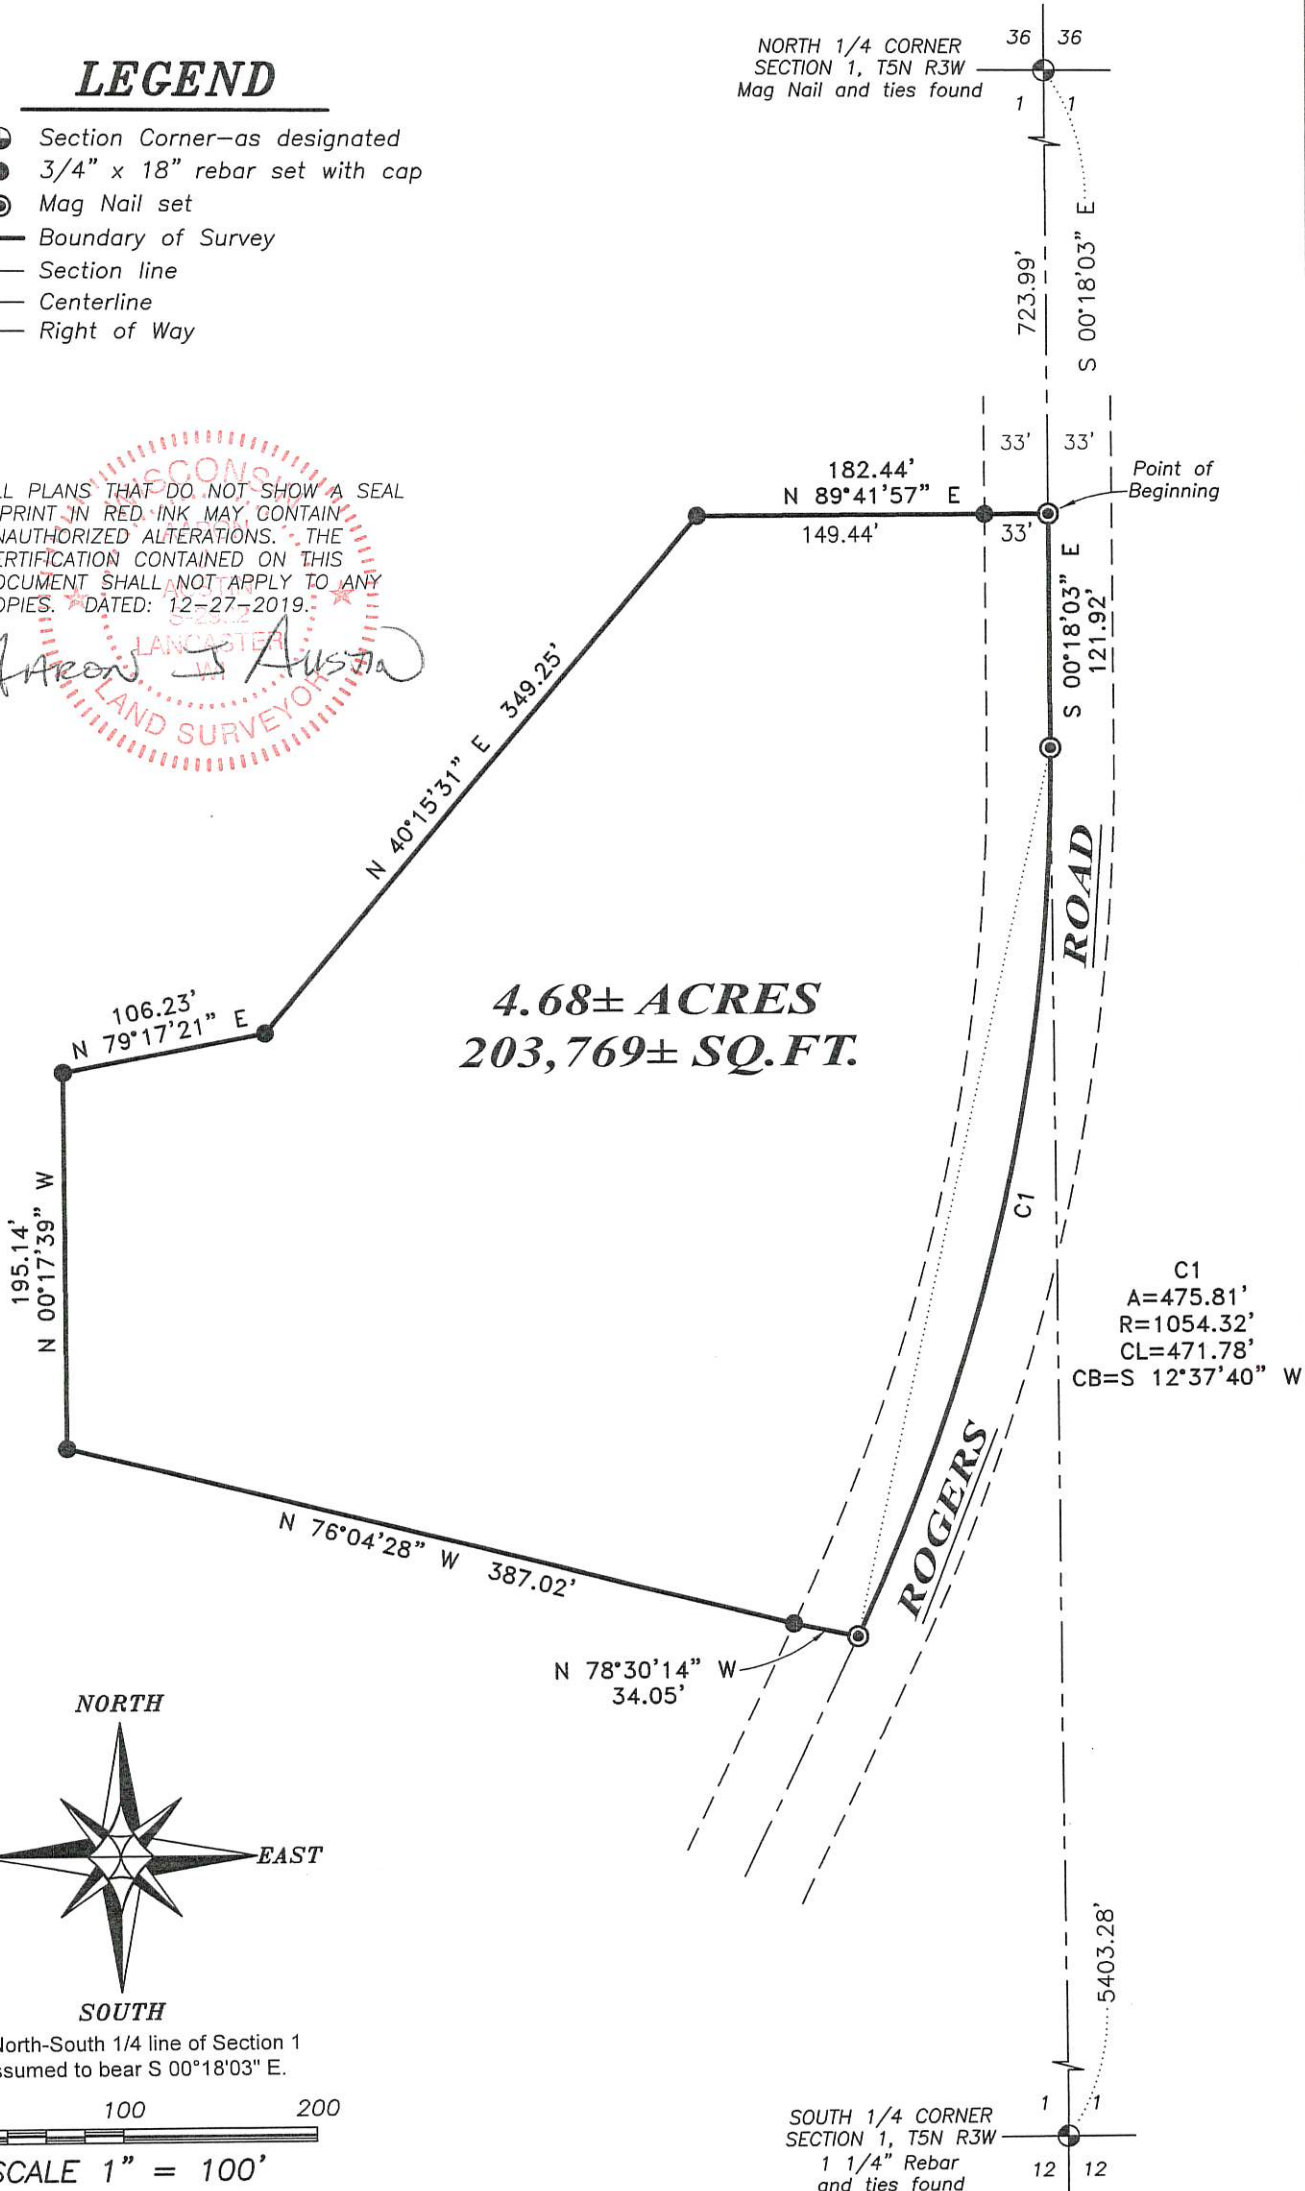 LEGEND
Section Corner–as designated
3/4" x 18" rebar set with cap
Mag Nail set
Boundary of Survey
Section line
Centerline
Right of Way
NORTH 1/4 CORNER
SECTION 1, T5N R3W
Mag Nail and ties found
36 36
1 1
723.99'
S 00°18'03" E
33' 33'
Point of
Beginning
182.44'
N 89°41'57" E
149.44' 33'
S 00°18'03" E
121.92'
PLANS THAT DO NOT SHOW A SEAL
PRINT IN RED INK MAY CONTAIN
ALTERATIONS. THE
CONTAINED ON THIS
SHALL NOT APPLY TO ANY
DATED: 12–27–2019.
WISCONSIN
AARON
J
AUSTIN
LANCASTER
WI
LAND SURVEYOR
AARON J AUSTIN
N 40°15'31" E 349.25'
106.23'
N 79°17'21" E
4.68± ACRES
203,769± SQ.FT.
ROAD
195.14'
N 00°17'39" W
C1
C1
A=475.81'
R=1054.32'
CL=471.78'
CB=S 12°37'40" W
ROGERS
N 76°04'28" W 387.02'
N 78°30'14" W
34.05'
NORTH
EAST
SOUTH
North-South 1/4 line of Section 1
to bear S 00°18'03" E.
100 200
SCALE 1" = 100'
5403.28'
SOUTH 1/4 CORNER
SECTION 1, T5N R3W
1 1/4" Rebar
and ties found
1 1
12 12